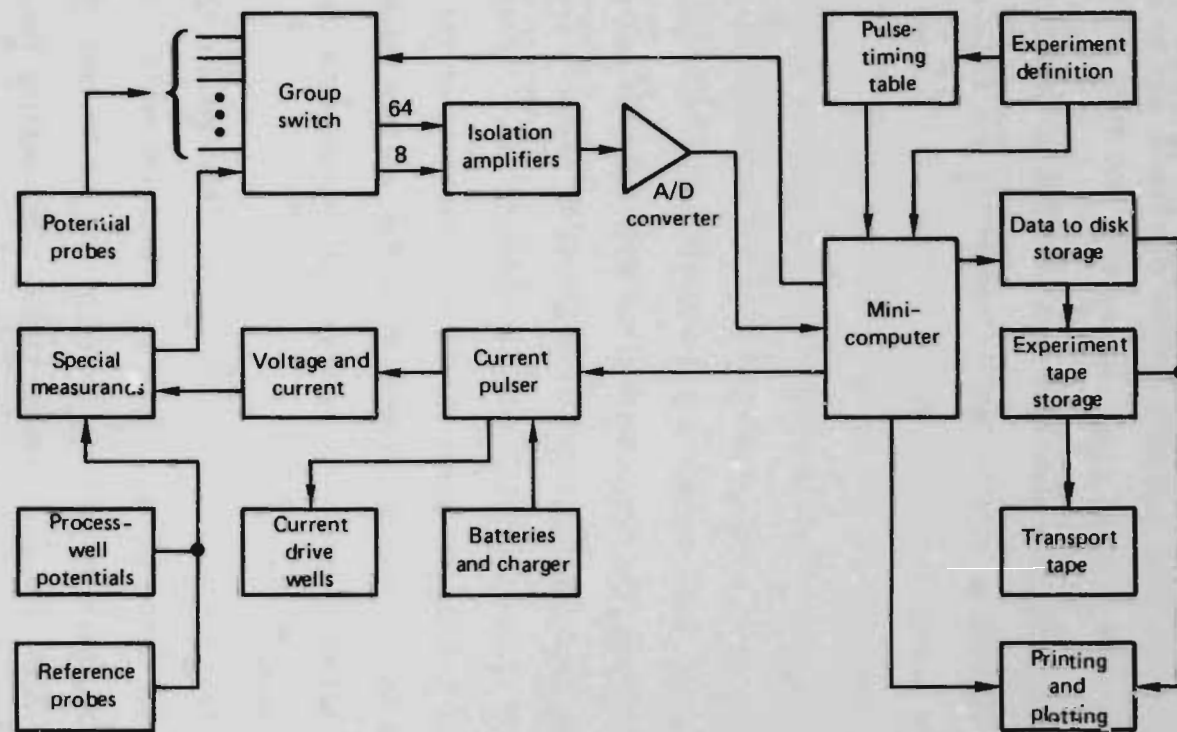 Group
switch
64
8
Isolation
amplifiers
A/D
converter
Pulse-
timing
table
Experiment
definition
Potential
probes
Mini-
computer
Data to disk
storage
Special
measurands
Voltage and
current
Current
pulser
Experiment
tape
storage
Process-
well
potentials
Current
drive
wells
Batteries
and charger
Transport
tape
Reference
probes
Printing
and
plotting